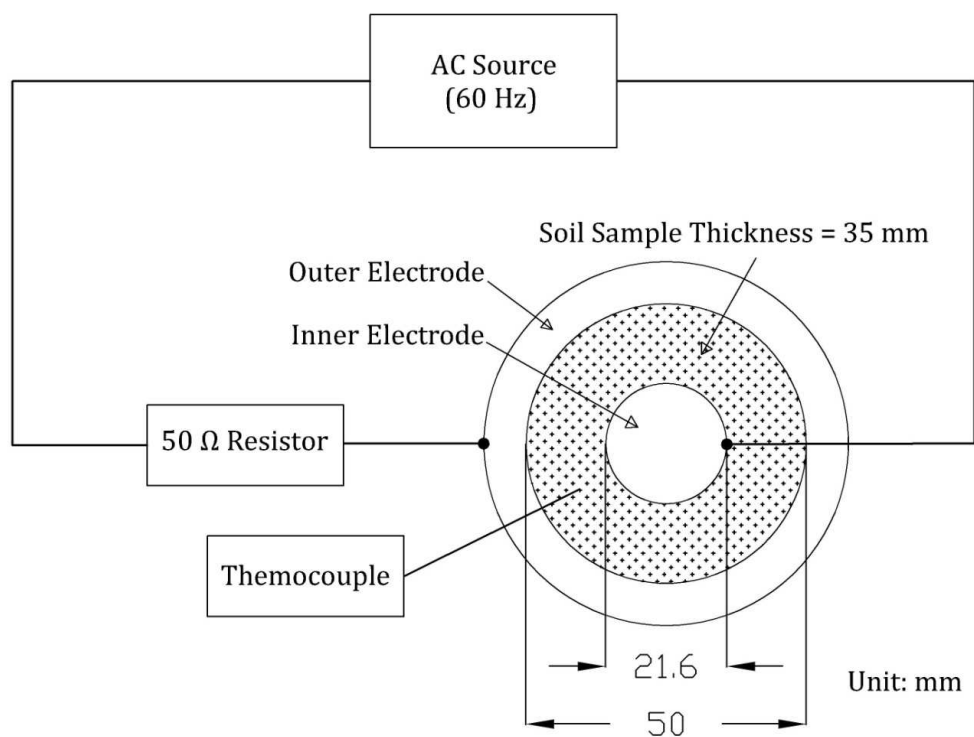 AC Source
(60 Hz)
Soil Sample Thickness = 35 mm
Outer Electrode
Inner Electrode
50 Ω Resistor
Themocouple
21.6
Unit: mm
50